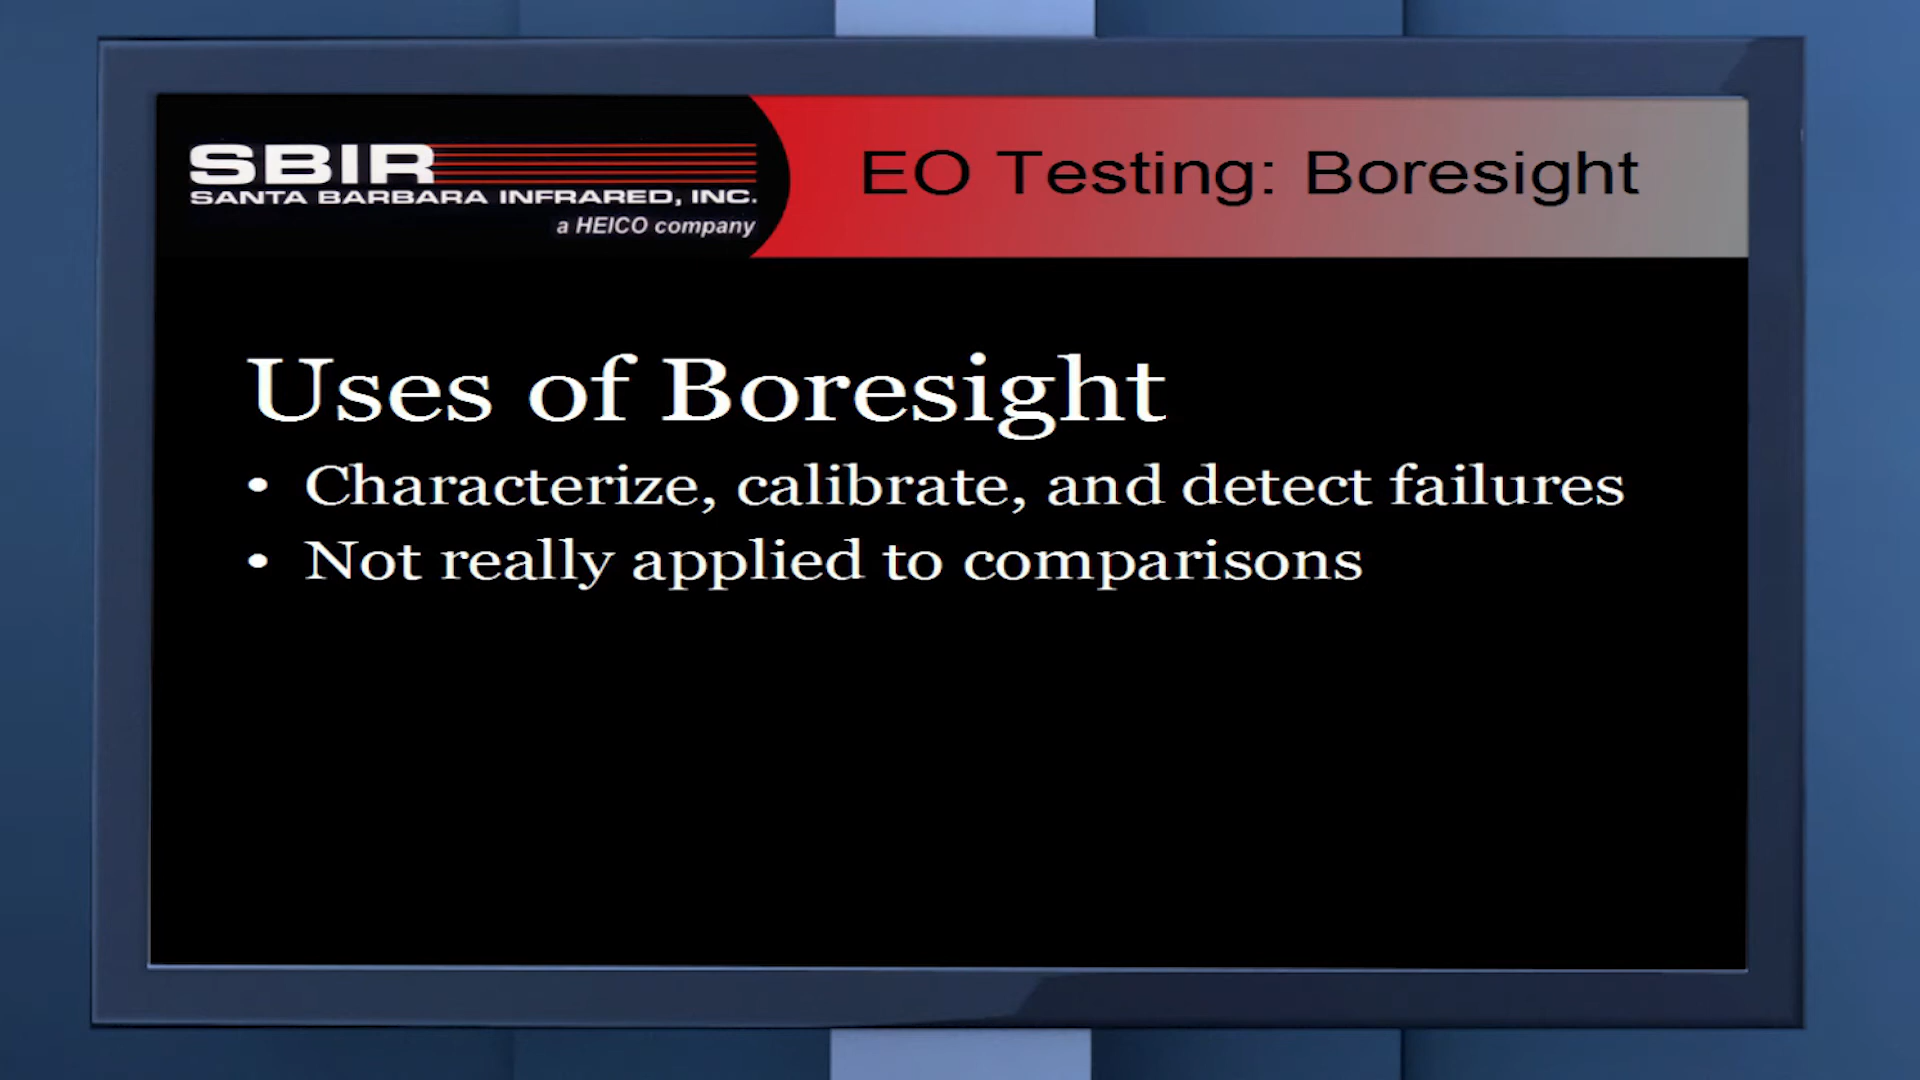 SBIR
SANTA BARBARA INFRARED, INC.
a HEICO company
EO Testing: Boresight
Uses of Boresight
• Characterize, calibrate, and detect failures
• Not really applied to comparisons